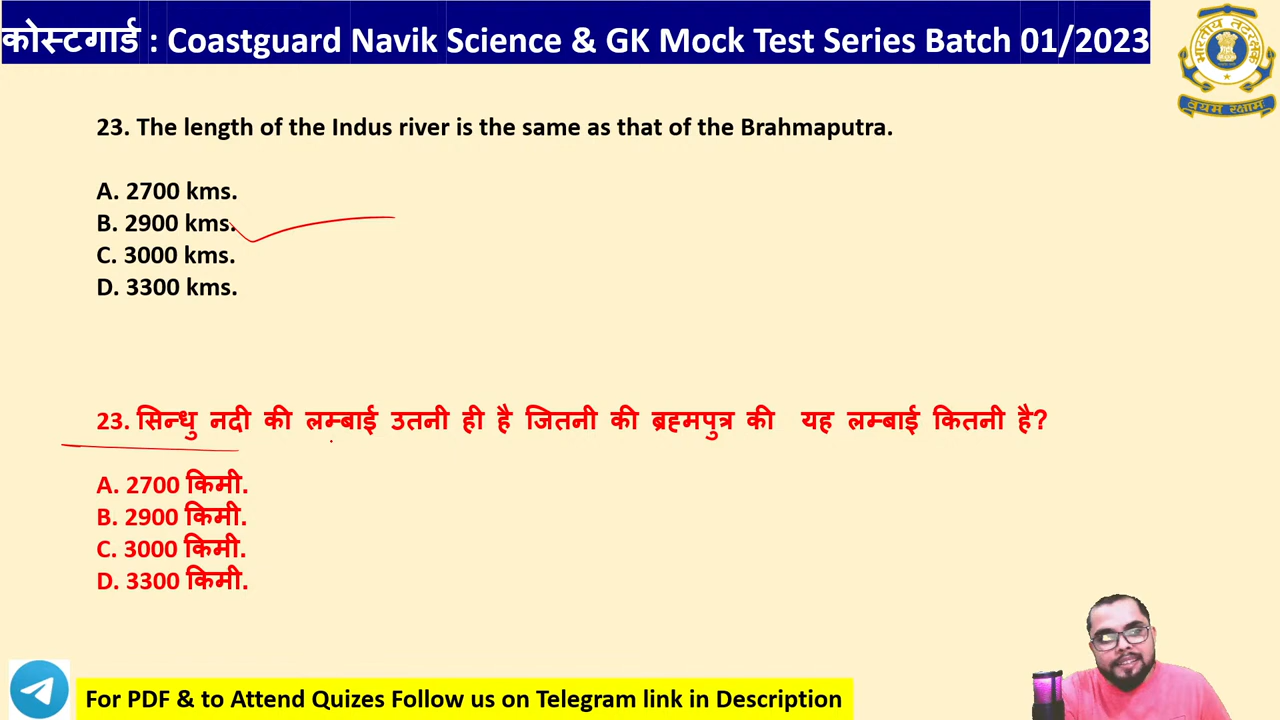 कोस्टगार्ड : Coastguard Navik Science & GK Mock Test Series Batch 01/2023
23. The length of the Indus river is the same as that of the Brahmaputra.
A. 2700 kms.
B. 2900 kms.
C. 3000 kms.
D. 3300 kms.
23. सिन्धु नदी की लम्बाई उतनी ही है जितनी की ब्रह्मपुत्र की यह लम्बाई कितनी है?
A. 2700 किमी.
B. 2900 किमी.
C. 3000 किमी.
D. 3300 किमी.
For PDF & to Attend Quizes Follow us on Telegram link in Description